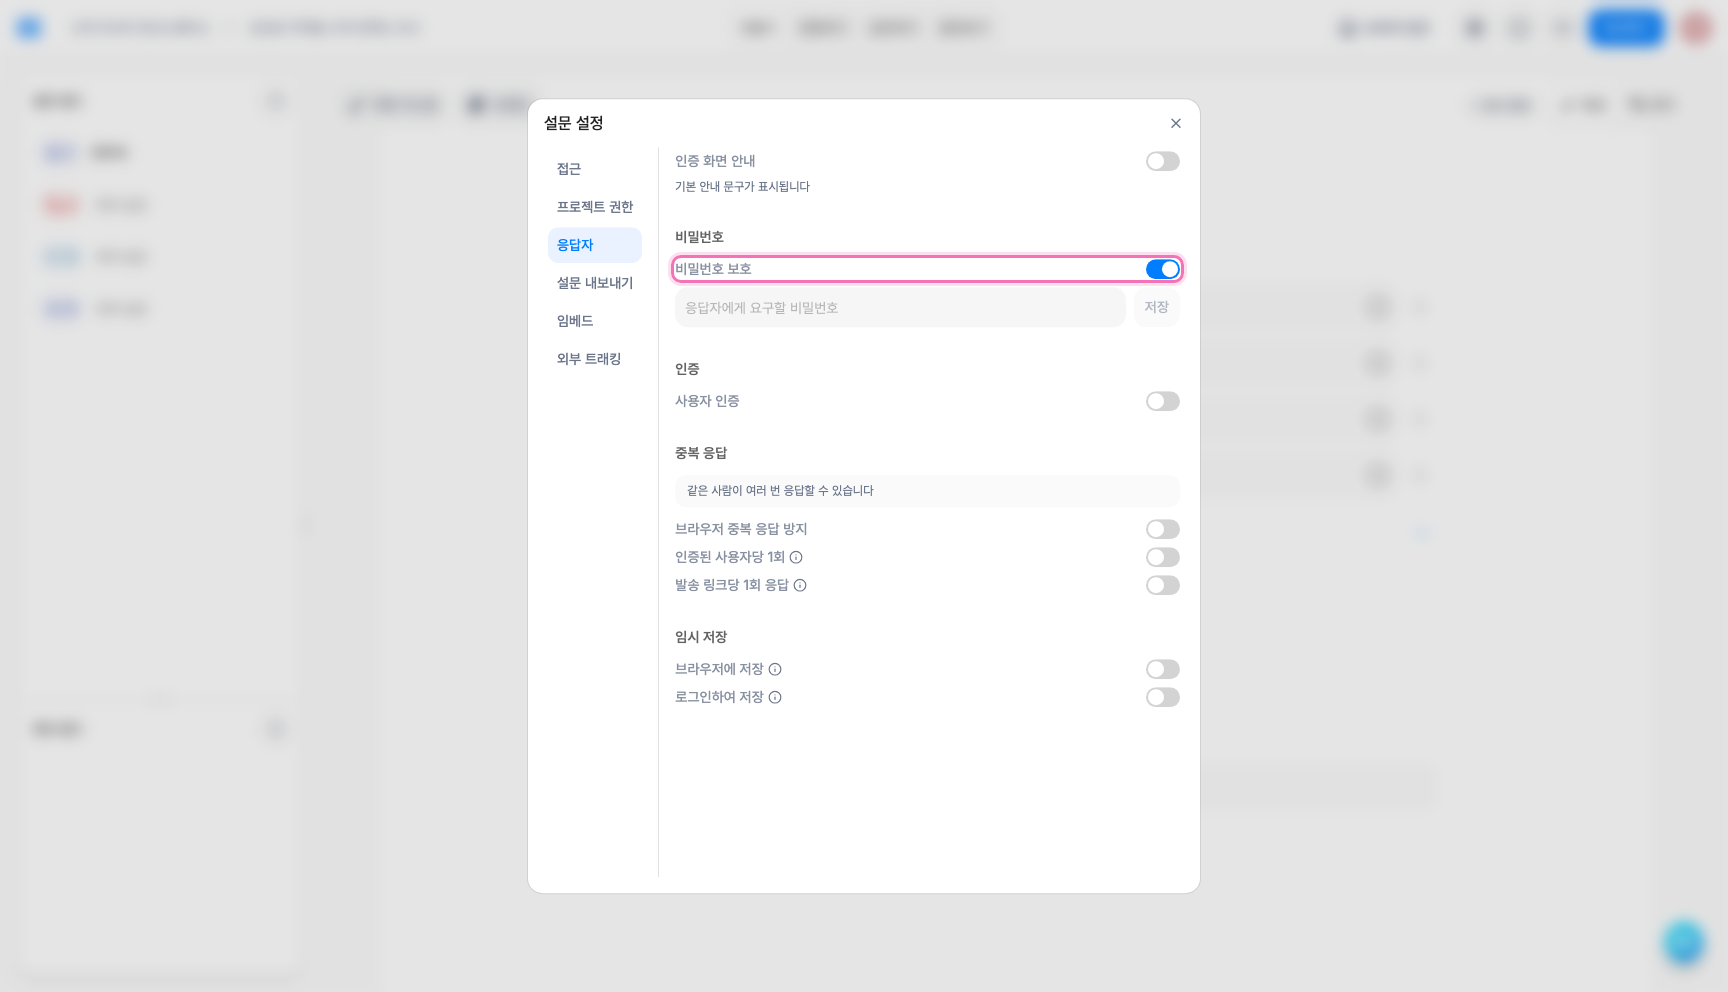 설문 설정
접근
프로젝트 권한
응답자
설문 내보내기
임베드
외부 트래킹
인증 화면 안내
기본 안내 문구가 표시됩니다
비밀번호
비밀번호 보호
응답자에게 요구할 비밀번호
저장
인증
사용자 인증
중복 응답
같은 사람이 여러 번 응답할 수 있습니다
브라우저 중복 응답 방지
인증된 사용자당 1회
발송 링크당 1회 응답
임시 저장
브라우저에 저장
로그인하여 저장